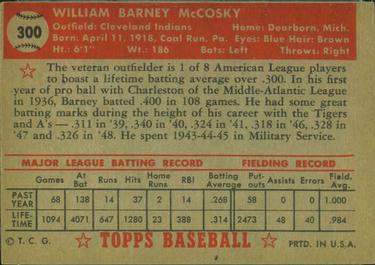 300
WILLIAM BARNEY McCOSKY
Outfield: Cleveland Indians Home: Dearborn, Mich.
Born: April 11, 1918, Coal Run, Pa. Eyes: Blue Hair: Brown
Ht.: 6'1" Wt.: 186 Bats: Left Throws: Right
The veteran outfielder is 1 of 8 American League players
to boast a lifetime batting average over .300. In his first
year of pro ball with Charleston of the Middle-Atlantic League
in 1936, Barney batted .400 in 108 games. He had some great
batting marks during the height of his career with the Tigers
and A's — .311 in '39, .340 in '40, .324 in '41, .318 in '46, .328 in
'47 and .326 in '48. He spent 1943-44-45 in Military Service.
MAJOR LEAGUE BATTING RECORD FIELDING RECORD
Games At Bat Runs Hits Home Runs RBI Batting Average Put-outs Assists Errors Field. Avg.
PAST YEAR 68 138 14 37 2 14 .268 58 0 0 1.000
LIFE-TIME 1094 4071 647 1280 23 388 .314 2473 48 40 .984
© T. C. G. TOPPS BASEBALL PRTD. IN U.S.A.